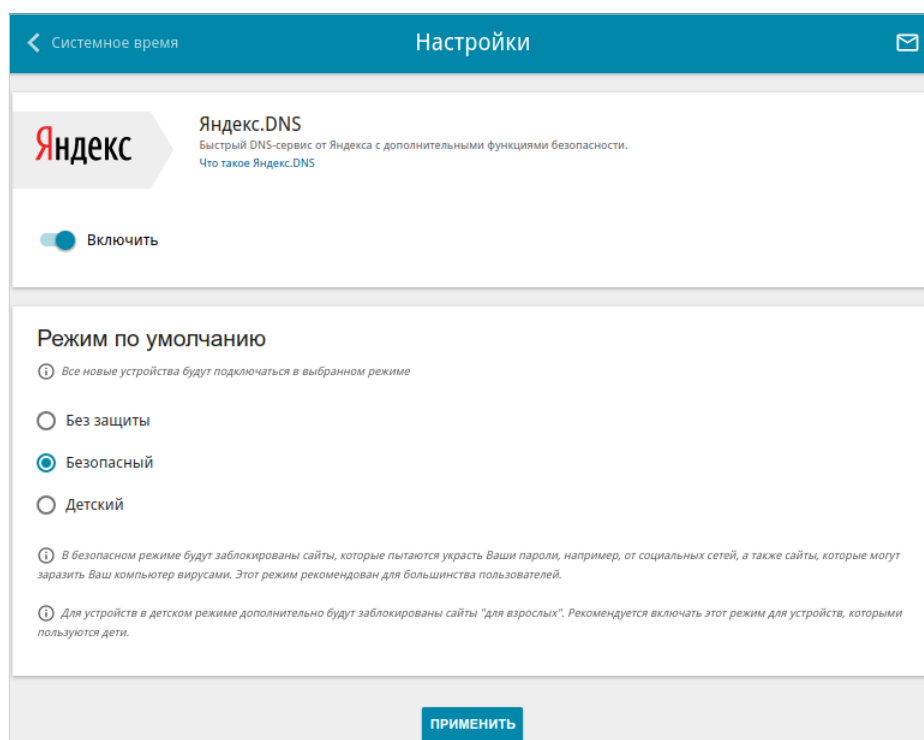 Системное время
Настройки
Яндекс
Яндекс.DNS
Быстрый DNS-сервис от Яндекса с дополнительными функциями безопасности.
Что такое Яндекс.DNS
Включить
Режим по умолчанию
Все новые устройства будут подключаться в выбранном режиме
Без защиты
Безопасный
Детский
В безопасном режиме будут заблокированы сайты, которые пытаются украсть Ваши пароли, например, от социальных сетей, а также сайты, которые могут
заразить Ваш компьютер вирусами. Этот режим рекомендован для большинства пользователей.
Для устройств в детском режиме дополнительно будут заблокированы сайты "для взрослых". Рекомендуется включать этот режим для устройств, которыми
пользуются дети.
ПРИМЕНИТЬ